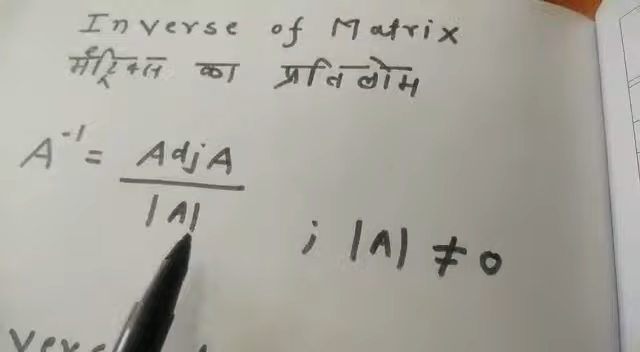 Inverse of Matrix
मैट्रिक्स का प्रतिलोम
A⁻¹ = AdjA / |A| ; |A| ≠ 0